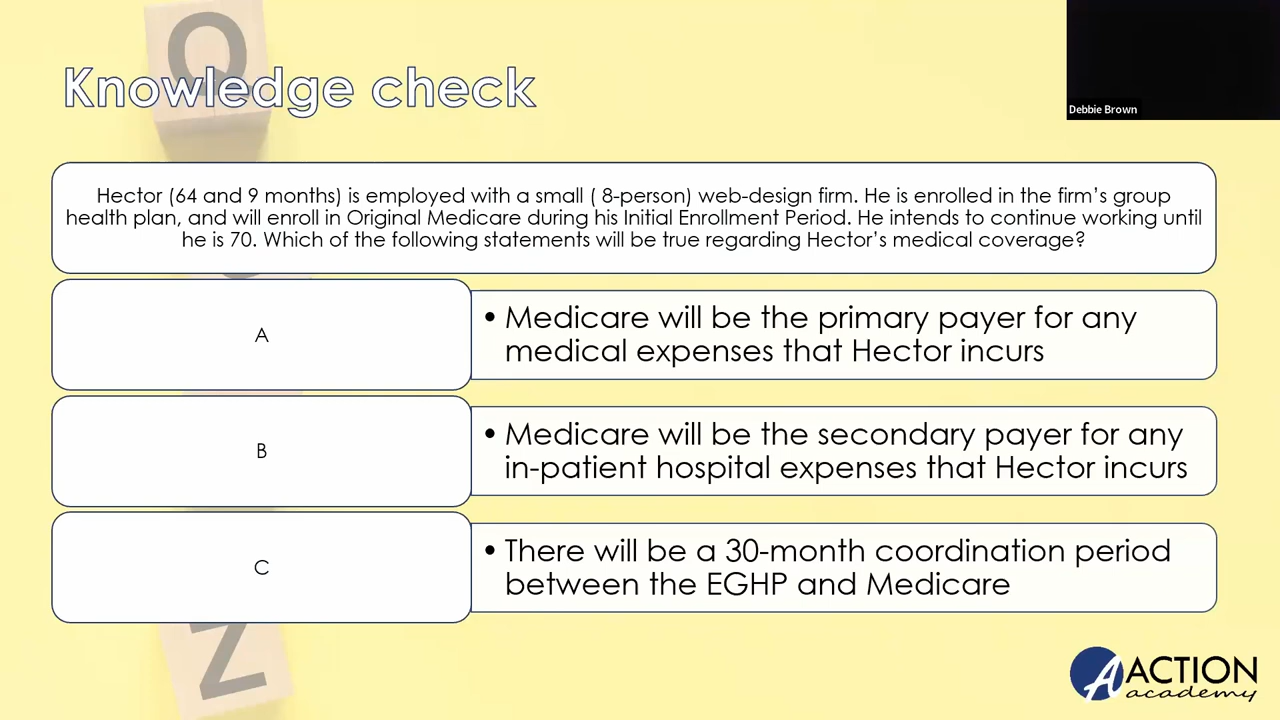 Q
Knowledge check
Debbie Brown
Hector (64 and 9 months) is employed with a small ( 8-person) web-design firm. He is enrolled in the firm’s group
health plan, and will enroll in Original Medicare during his Initial Enrollment Period. He intends to continue working until
he is 70. Which of the following statements will be true regarding Hector’s medical coverage?
A
• Medicare will be the primary payer for any
medical expenses that Hector incurs
B
• Medicare will be the secondary payer for any
in-patient hospital expenses that Hector incurs
C
• There will be a 30-month coordination period
between the EGHP and Medicare
Z
A ACTION
academy